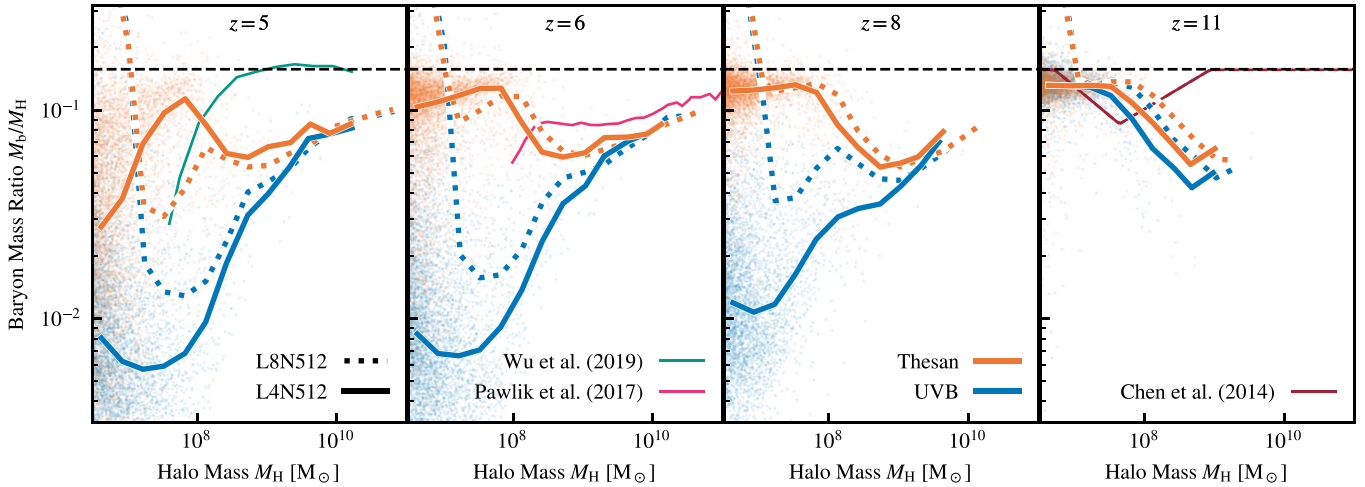 z = 5
z = 6
z = 8
z = 11
Baryon Mass Ratio M_b/M_H
10^{-1}
10^{-2}
L8N512
L4N512
Wu et al. (2019)
Pawlik et al. (2017)
Thesan
UVB
Chen et al. (2014)
10^8 10^{10} 10^8 10^{10} 10^8 10^{10} 10^8 10^{10}
Halo Mass M_H [M_⊙] Halo Mass M_H [M_⊙] Halo Mass M_H [M_⊙] Halo Mass M_H [M_⊙]